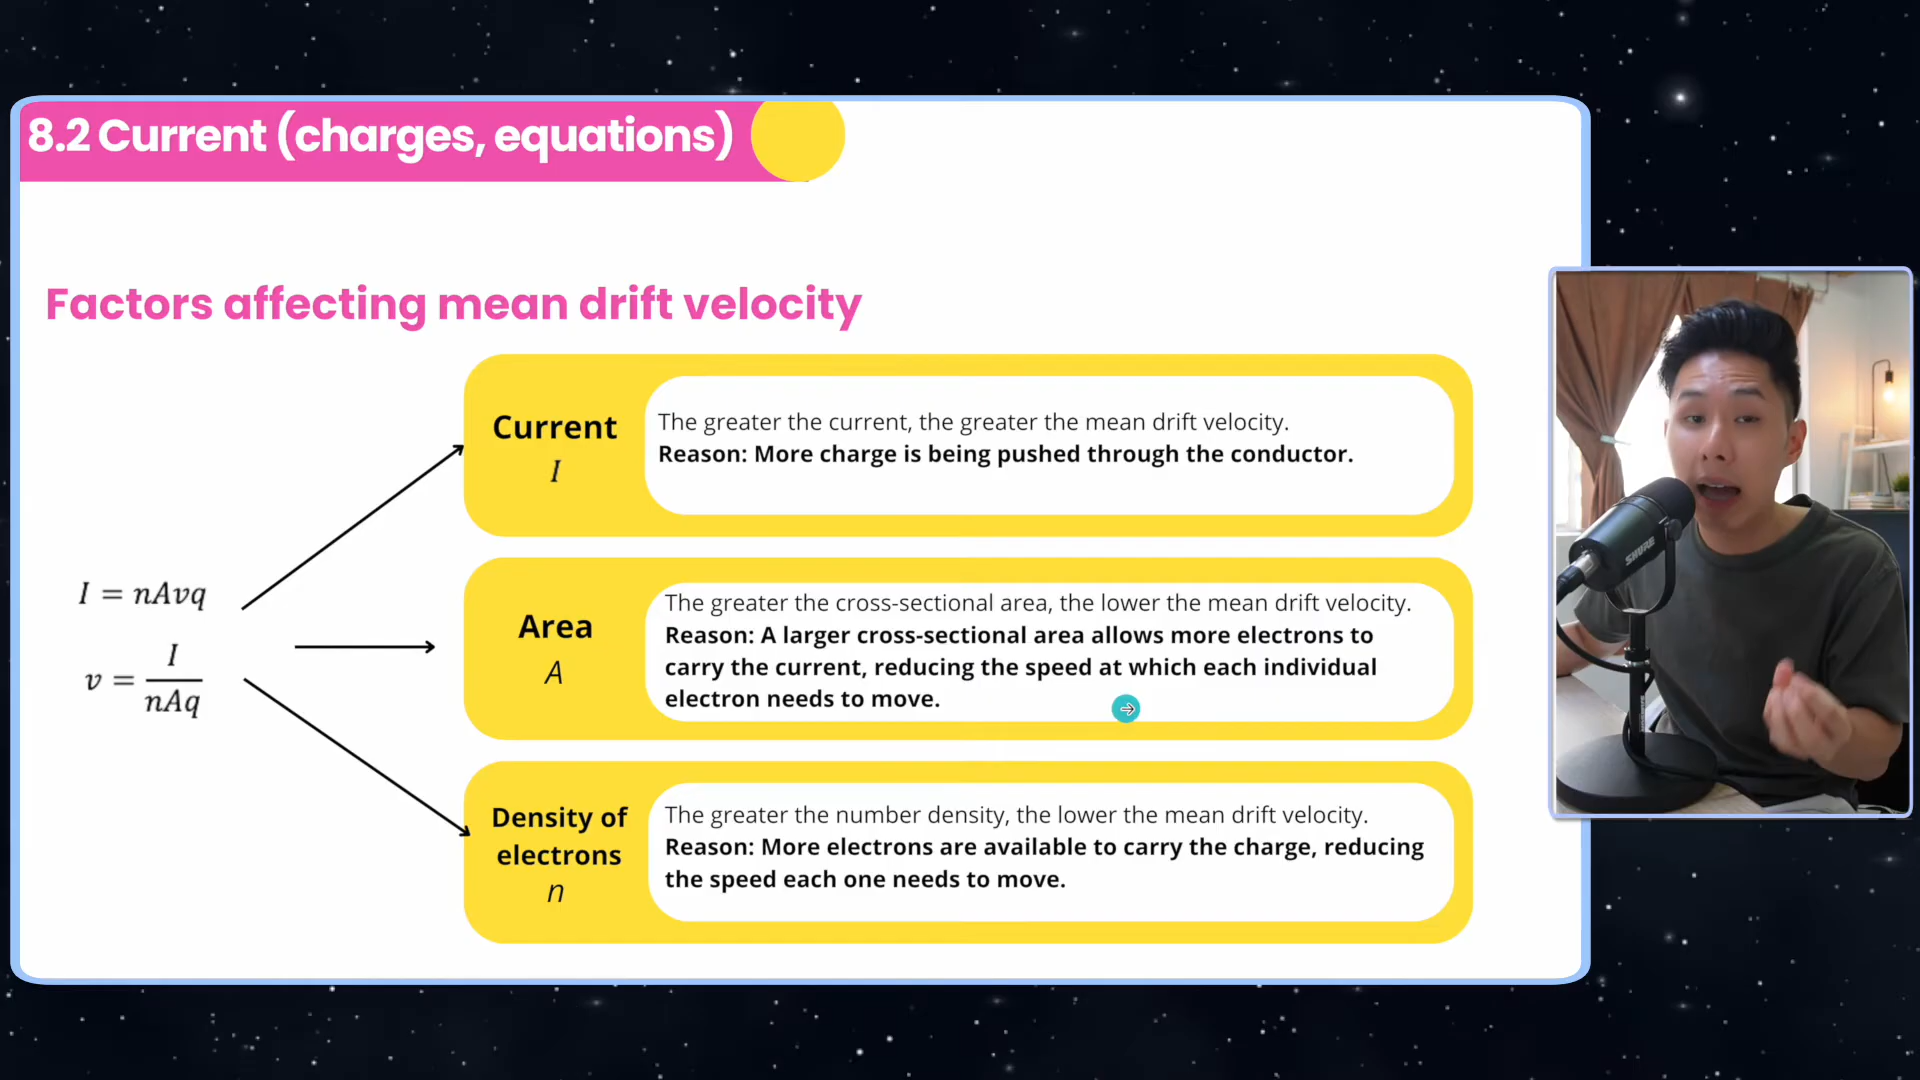 8.2 Current (charges, equations)
Factors affecting mean drift velocity
I = nAvq
v = I / nAq
Current
I
The greater the current, the greater the mean drift velocity.
Reason: More charge is being pushed through the conductor.
Area
A
The greater the cross-sectional area, the lower the mean drift velocity.
Reason: A larger cross-sectional area allows more electrons to
carry the current, reducing the speed at which each individual
electron needs to move.
Density of
electrons
n
The greater the number density, the lower the mean drift velocity.
Reason: More electrons are available to carry the charge, reducing
the speed each one needs to move.
SHURE